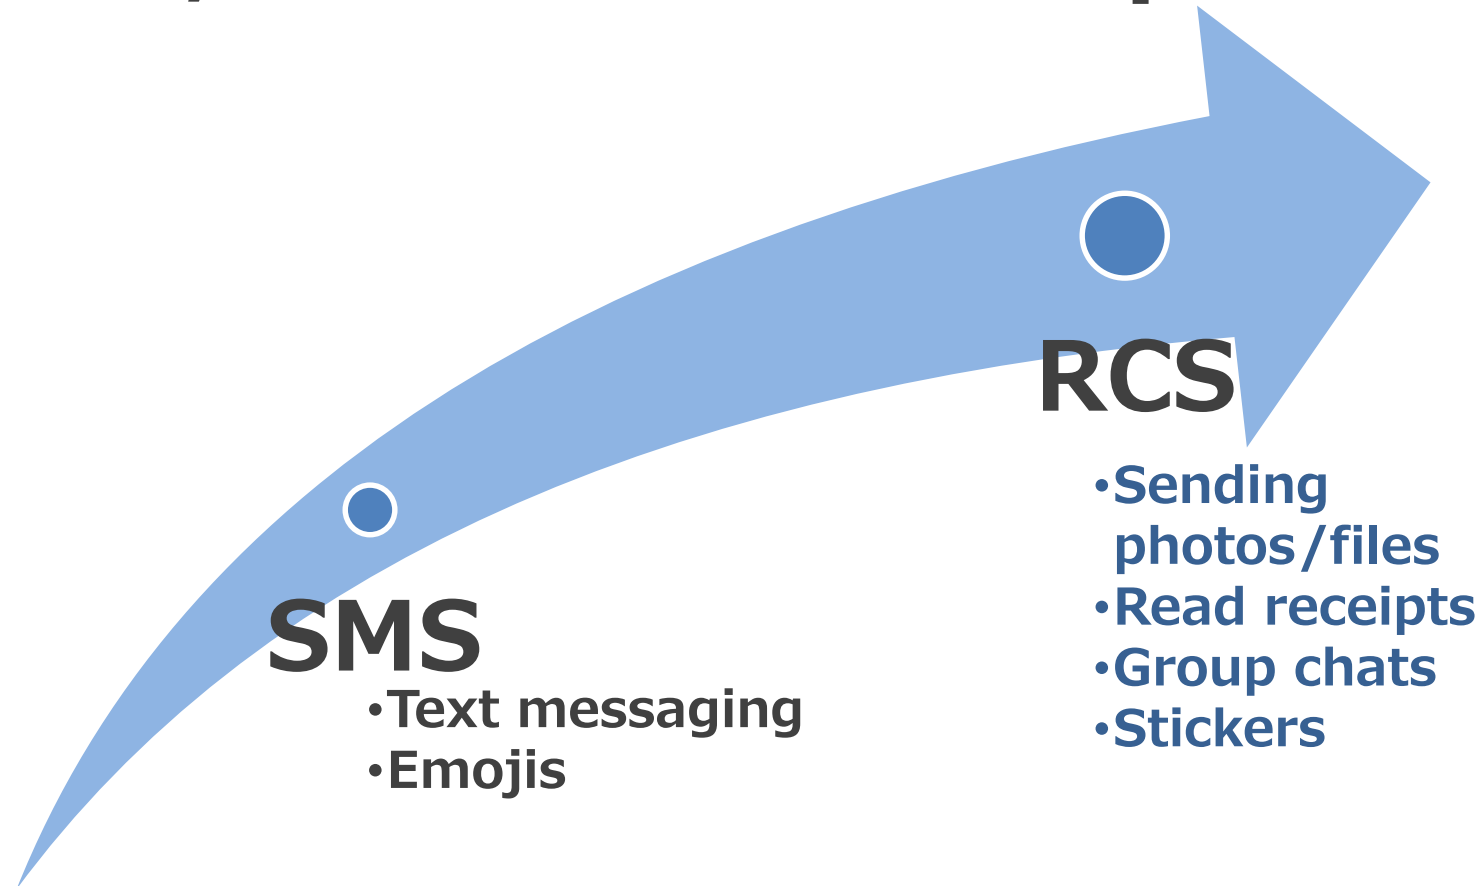 SMS
•Text messaging
•Emojis
RCS
•Sending
photos/files
•Read receipts
•Group chats
•Stickers